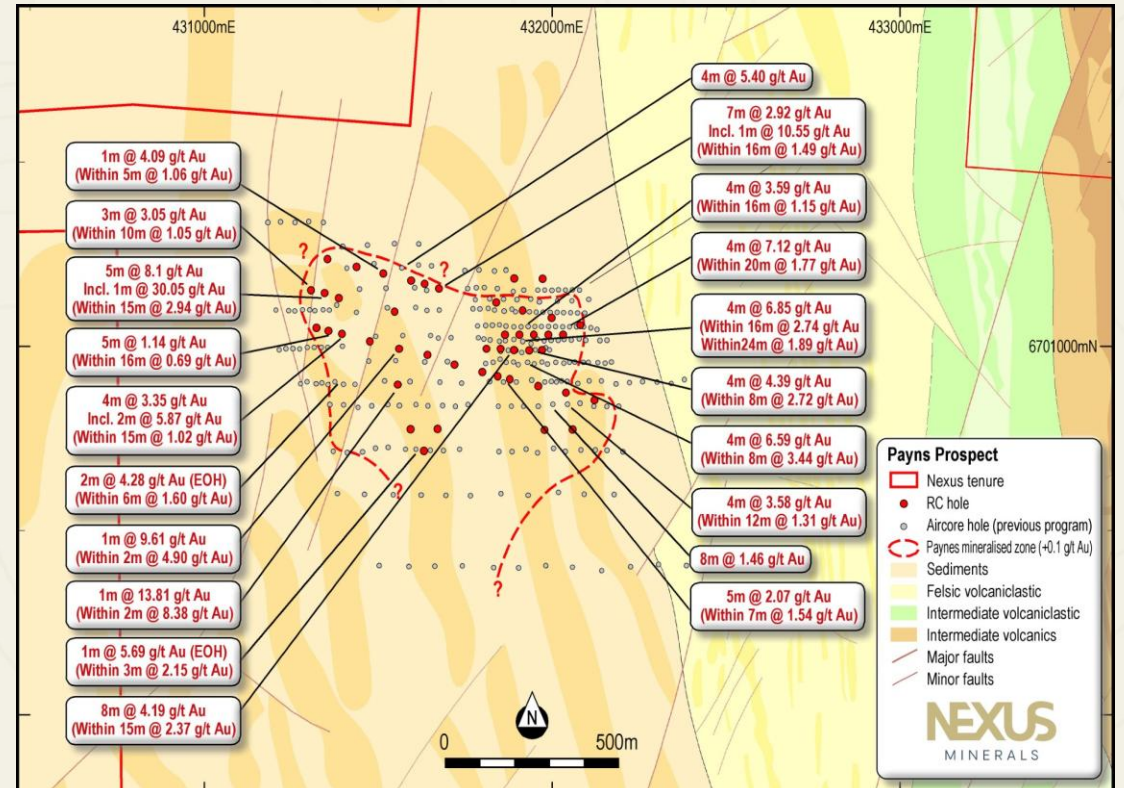 431000mE
432000mE
433000mE
6701000mN
1m @ 4.09 g/t Au
(Within 5m @ 1.06 g/t Au)
3m @ 3.05 g/t Au
(Within 10m @ 1.05 g/t Au)
5m @ 8.1 g/t Au
Incl. 1m @ 30.05 g/t Au
(Within 15m @ 2.94 g/t Au)
5m @ 1.14 g/t Au
(Within 16m @ 0.69 g/t Au)
4m @ 3.35 g/t Au
Incl. 2m @ 5.87 g/t Au
(Within 15m @ 1.02 g/t Au)
2m @ 4.28 g/t Au (EOH)
(Within 6m @ 1.60 g/t Au)
1m @ 9.61 g/t Au
(Within 2m @ 4.90 g/t Au)
1m @ 13.81 g/t Au
(Within 2m @ 8.38 g/t Au)
1m @ 5.69 g/t Au (EOH)
(Within 3m @ 2.15 g/t Au)
8m @ 4.19 g/t Au
(Within 15m @ 2.37 g/t Au)
?
?
?
?
4m @ 5.40 g/t Au
7m @ 2.92 g/t Au
Incl. 1m @ 10.55 g/t Au
(Within 16m @ 1.49 g/t Au)
4m @ 3.59 g/t Au
(Within 16m @ 1.15 g/t Au)
4m @ 7.12 g/t Au
(Within 20m @ 1.77 g/t Au)
4m @ 6.85 g/t Au
(Within 16m @ 2.74 g/t Au)
Within24m @ 1.89 g/t Au)
4m @ 4.39 g/t Au
(Within 8m @ 2.72 g/t Au)
4m @ 6.59 g/t Au
(Within 8m @ 3.44 g/t Au)
4m @ 3.58 g/t Au
(Within 12m @ 1.31 g/t Au)
8m @ 1.46 g/t Au
5m @ 2.07 g/t Au
(Within 7m @ 1.54 g/t Au)
N
0 500m
Payns Prospect
Nexus tenure
RC hole
Aircore hole (previous program)
Paynes mineralised zone (+0.1 g/t Au)
Sediments
Felsic volcaniclastic
Intermediate volcaniclastic
Intermediate volcanics
Major faults
Minor faults
NEXUS
MINERALS